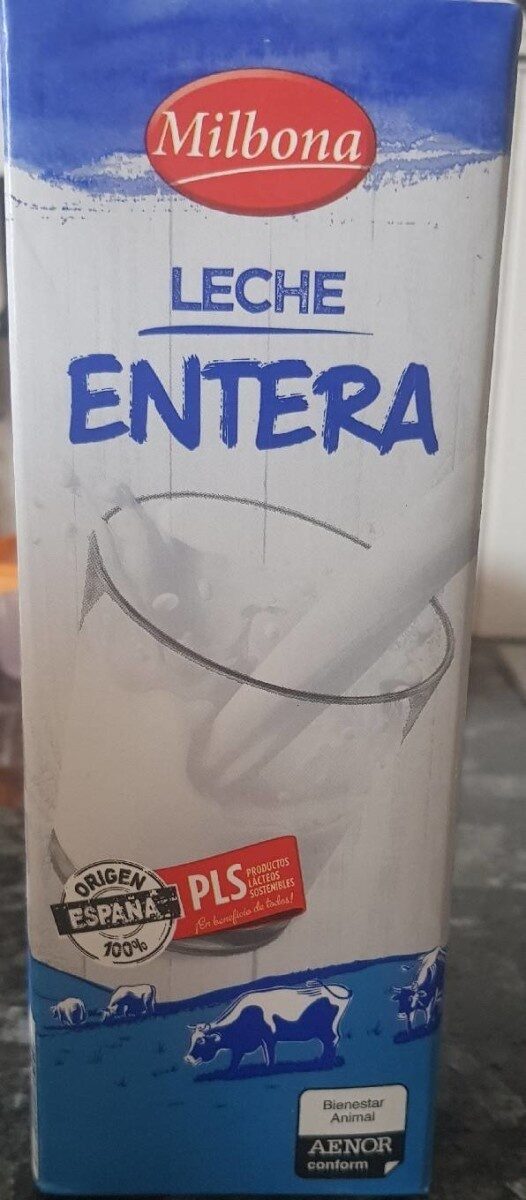 Milbona
LECHE
ENTERA
ORIGEN
ESPAÑA
100%
PLS
PRODUCTOS
LÁCTEOS
SOSTENIBLES
¡En beneficio de todos!
Bienestar
Animal
AENOR
conform